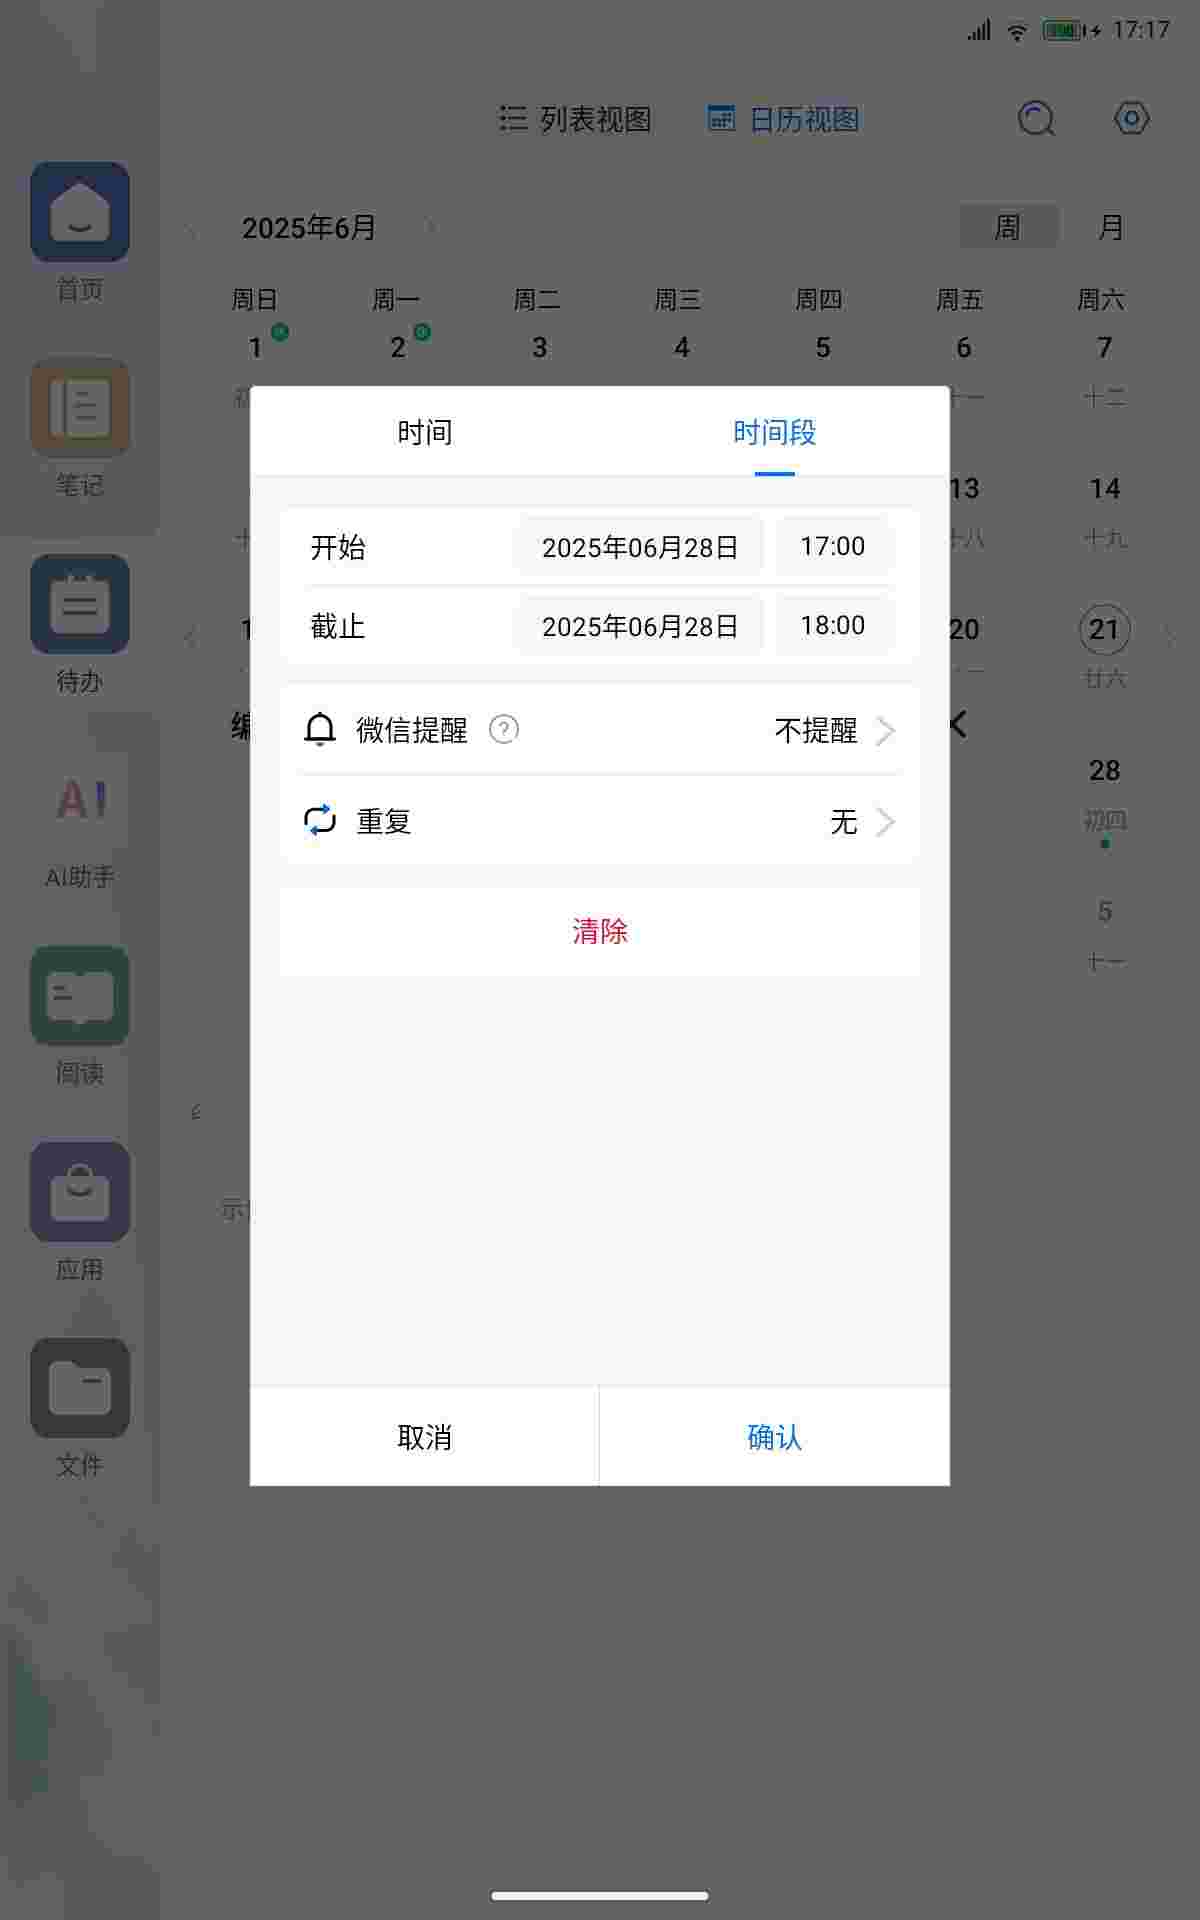 17:17
列表视图 日历视图
首页
2025年6月 周 月
周日 周一 周二 周三 周四 周五 周六
1 2 3 4 5 6 7
十一 十二
笔记
时间 时间段
13 14
十八 十九
开始 2025年06月28日 17:00
截止 2025年06月28日 18:00
20 21
廿六
待办
微信提醒 ? 不提醒
28
初四
重复 无
AI
AI助手
5
十一
清除
阅读
应用
文件
取消 确认